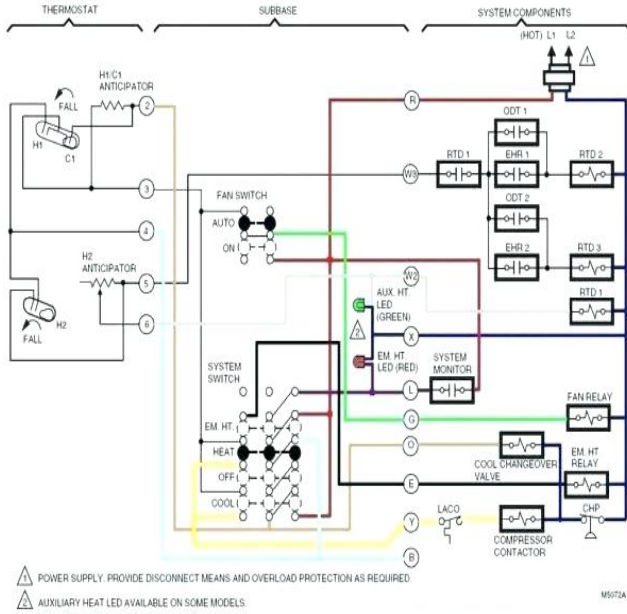 THERMOSTAT
SUBBASE
SYSTEM COMPONENTS
(HOT) L1 L2
1
H1/C1
ANTICIPATOR
FALL
2
H1
C1
R
ODT 1
RTD 1
EHR 1
RTD 2
W3
3
FAN SWITCH
AUTO
ODT 2
4
ON
EHR 2
RTD 3
H2
ANTICIPATOR
5
W2
AUX. HT
LED
(GREEN)
RTD 1
6
H2
FALL
2
X
EM. HT.
LED (RED)
SYSTEM
MONITOR
SYSTEM
SWITCH
L
FAN RELAY
G
EM. HT.
HEAT
O
COOL CHANGEOVER
VALVE
EM. HT
RELAY
OFF
E
COOL
LACO
CHP
Y
COMPRESSOR
CONTACTOR
B
1 POWER SUPPLY. PROVIDE DISCONNECT MEANS AND OVERLOAD PROTECTION AS REQUIRED.
2 AUXILIARY HEAT LED AVAILABLE ON SOME MODELS.
M5072A